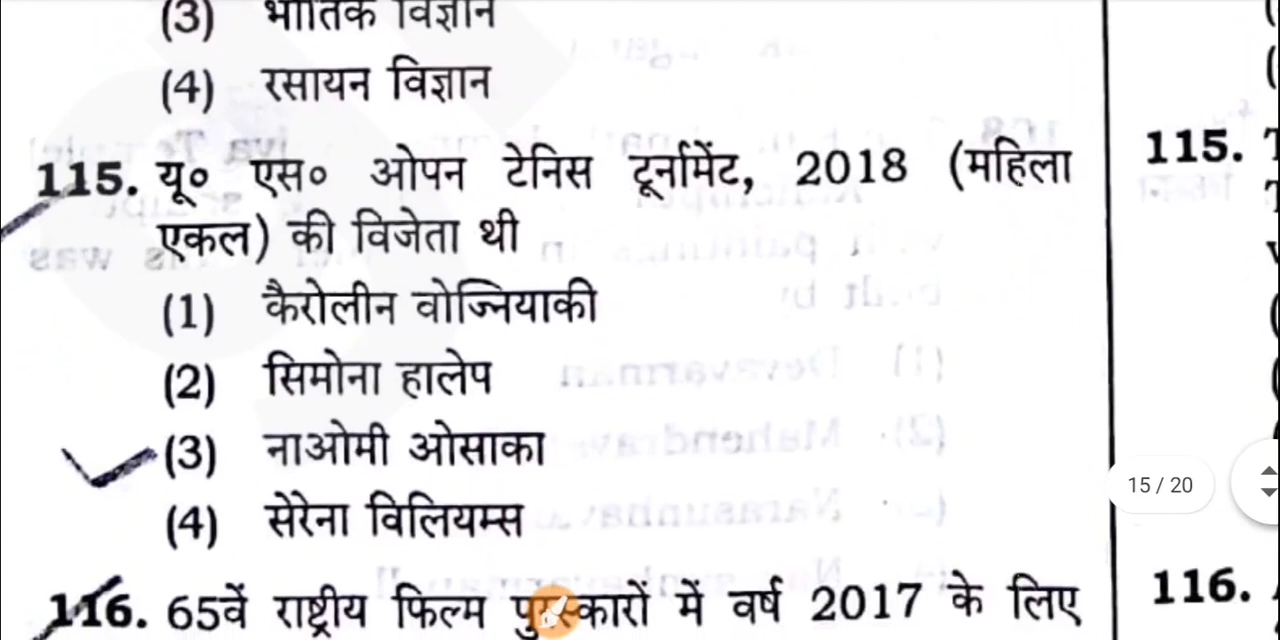 (3) भौतिक विज्ञान
(4) रसायन विज्ञान
115. यू० एस० ओपन टेनिस टूर्नामेंट, 2018 (महिला
एकल) की विजेता थी
(1) कैरोलीन वोज्नियाकी
(2) सिमोना हालेप
(3) नाओमी ओसाका
(4) सेरेना विलियम्स
116. 65वें राष्ट्रीय फिल्म पुरस्कारों में वर्ष 2017 के लिए
115.
15 / 20
116.